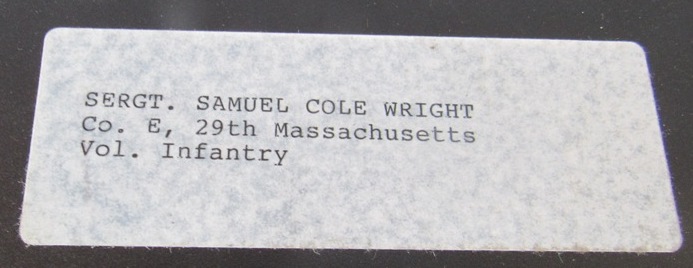 SERGT. SAMUEL COLE WRIGHT
Co. E, 29th Massachusetts
Vol. Infantry